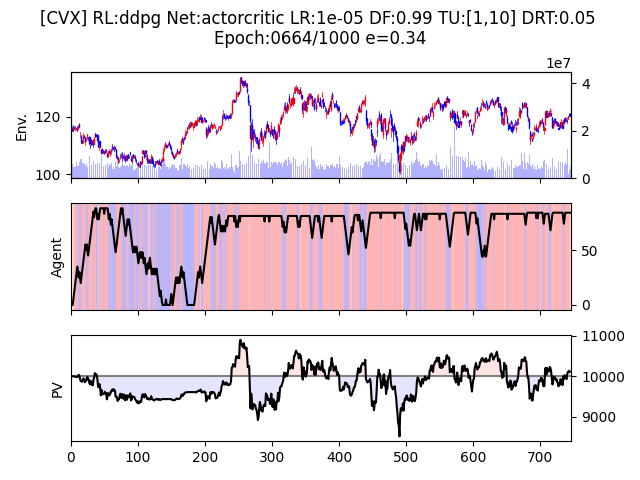 [CVX] RL:ddpg Net:actorcritic LR:1e-05 DF:0.99 TU:[1,10] DRT:0.05
Epoch:0664/1000 e=0.34
1e7
Env.
120
100
4
2
0
Agent
50
0
PV
11000
10000
9000
0 100 200 300 400 500 600 700